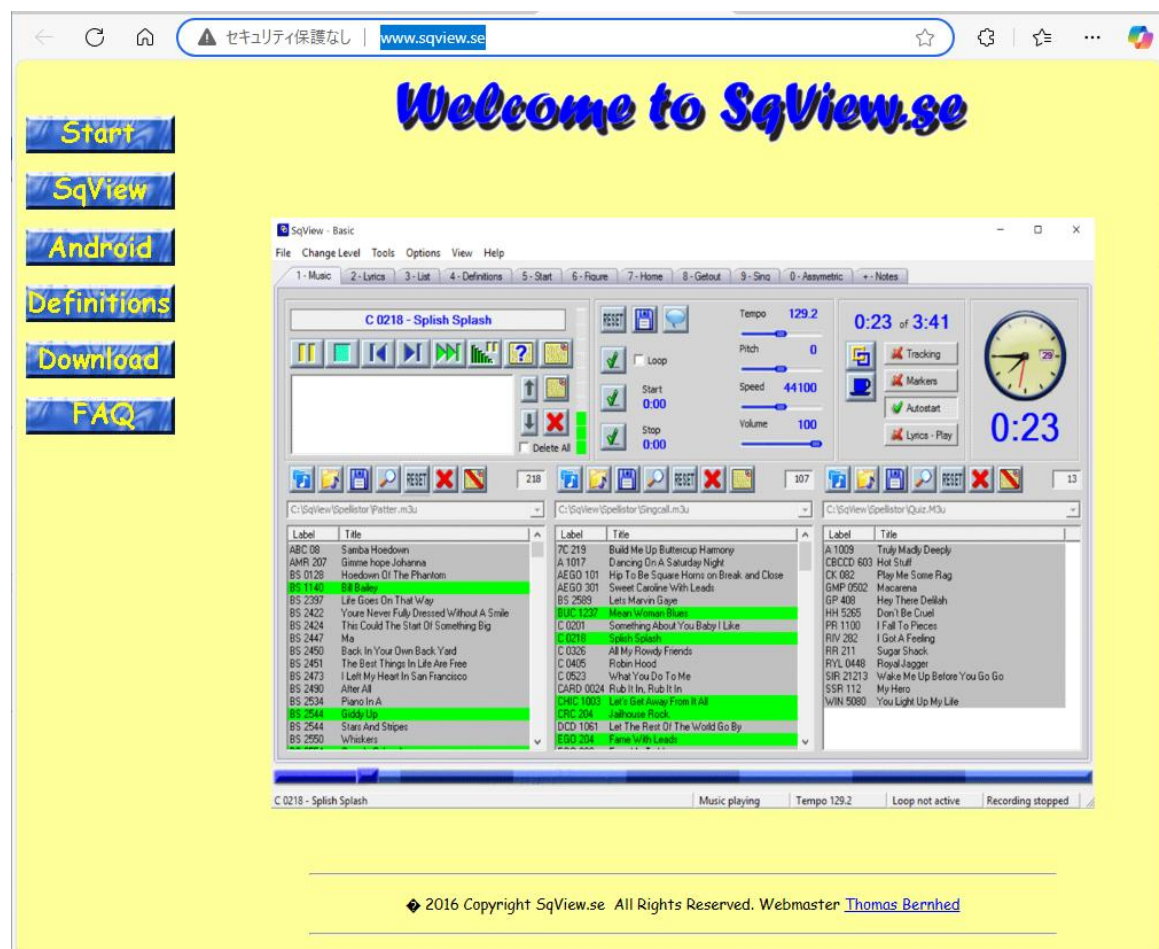 セキュリティ保護なし | www.sqview.se
Welcome to SqView.se
Start
SqView
Android
Definitions
Download
FAQ
SqView - Basic
File Change Level Tools Options View Help
1 - Music 2 - Lyrics 3 - List 4 - Definitions 5 - Start 6 - Figure 7 - Home 8 - Getout 9 - Sing 0 - Assymetric + - Notes
C 0218 - Splish Splash
Delete All
RESET
Loop
Start
0:00
Stop
0:00
Tempo 129.2
Pitch 0
Speed 44100
Volume 100
0:23 of 3:41
Tracking
Markers
Autostart
Lyrics - Play
29
0:23
RESET 218
C:\SqView\Spellistor\Patter.m3u
Label Title
ABC 08 Samba Hoedown
AMR 207 Gimme hope Johanna
BS 0128 Hoedown Of The Phantom
BS 1140 Bill Bailey
BS 2397 Life Goes On That Way
BS 2422 Youre Never Fully Dressed Without A Smile
BS 2424 This Could The Start Of Something Big
BS 2447 Ma
BS 2450 Back In Your Own Back Yard
BS 2451 The Best Things In Life Are Free
BS 2473 I Left My Heart In San Francisco
BS 2490 After All
BS 2534 Piano In A
BS 2544 Giddy Up
BS 2544 Stars And Stripes
BS 2550 Whiskers
RESET 107
C:\SqView\Spellistor\Singcall.m3u
Label Title
7C 219 Build Me Up Buttercup Harmony
A 1017 Dancing On A Saturday Night
AEGO 101 Hip To Be Square Horns on Break and Close
AEGO 301 Sweet Caroline With Leads
BS 2589 Lets Marvin Gaye
BUC 1237 Mean Woman Blues
C 0201 Something About You Baby I Like
C 0218 Splish Splash
C 0326 All My Rowdy Friends
C 0405 Robin Hood
C 0523 What You Do To Me
CARD 0024 Rub It In, Rub It In
CHIC 1003 Let's Get Away From It All
CRC 204 Jailhouse Rock
DCD 1061 Let The Rest Of The World Go By
EGO 204 Fame With Leads
RESET 13
C:\SqView\Spellistor\Quiz.M3u
Label Title
A 1009 Truly Madly Deeply
CBCCD 603 Hot Stuff
CK 082 Play Me Some Rag
GMP 0502 Macarena
GP 408 Hey There Delilah
HH 5265 Don't Be Cruel
PR 1100 I Fall To Pieces
RIV 282 I Got A Feeling
RR 211 Sugar Shack
RYL 0448 Royal Jagger
SIR 21213 Wake Me Up Before You Go Go
SSR 112 My Hero
WIN 5080 You Light Up My Life
C 0218 - Splish Splash Music playing Tempo 129.2 Loop not active Recording stopped
� 2016 Copyright SqView.se All Rights Reserved. Webmaster Thomas Bernhed